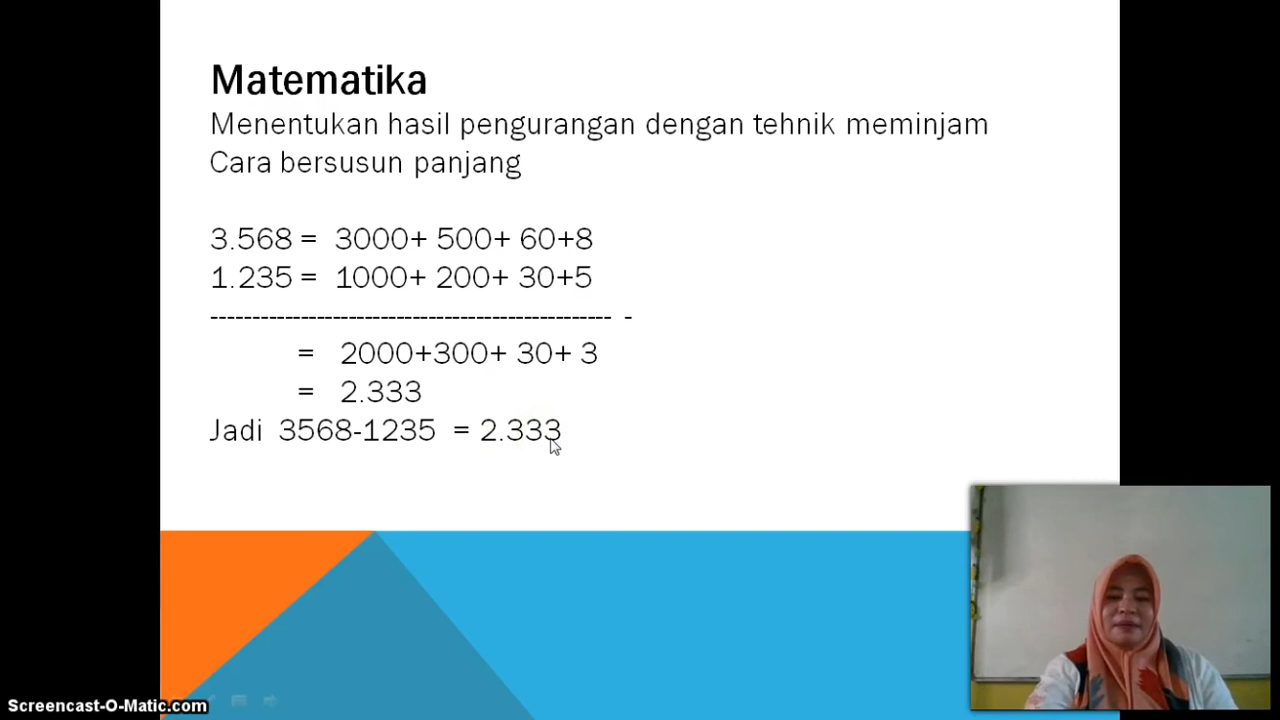 Matematika
Menentukan hasil pengurangan dengan tehnik meminjam
Cara bersusun panjang
3.568 = 3000+ 500+ 60+8
1.235 = 1000+ 200+ 30+5
------------------------------------------------ -
= 2000+300+ 30+ 3
= 2.333
Jadi 3568-1235 = 2.333
Screencast-O-Matic.com